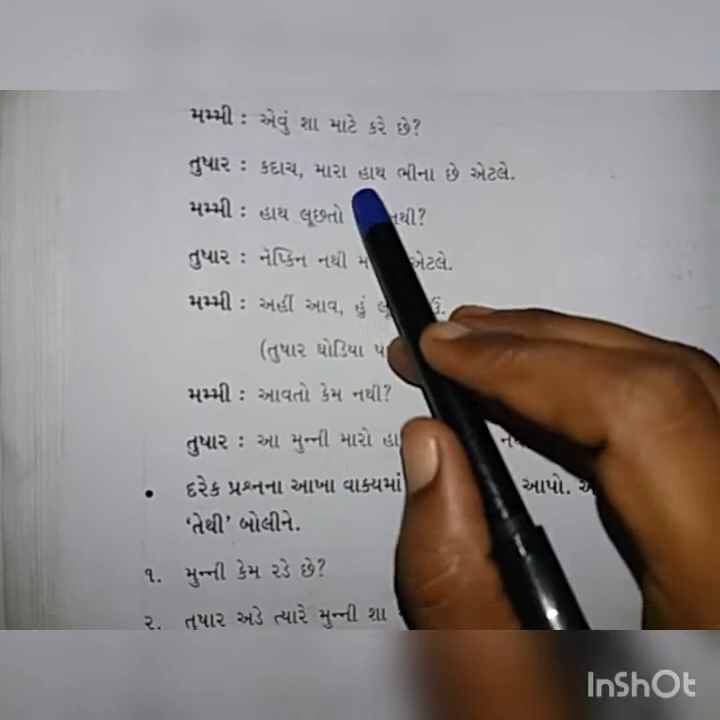 મમ્મી : એવું શા માટે કરે છે?
તુષાર : કદાચ, મારા હાથ ભીના છે એટલે.
મમ્મી : હાથ લૂછતો નથી?
તુષાર : નૅપ્કિન નથી એટલે.
મમ્મી : અહીં આવ, હું
(તુષાર ઘોડિયા
મમ્મી : આવતો કેમ નથી?
તુષાર : આ મુન્ની મારો
• દરેક પ્રશ્નના આખા વાક્યમાં આપો.
‘તેથી’ બોલીને.
૧. મુન્ની કેમ રડે છે?
૨. તુષાર અડે ત્યારે મુન્ની શા
InShOt